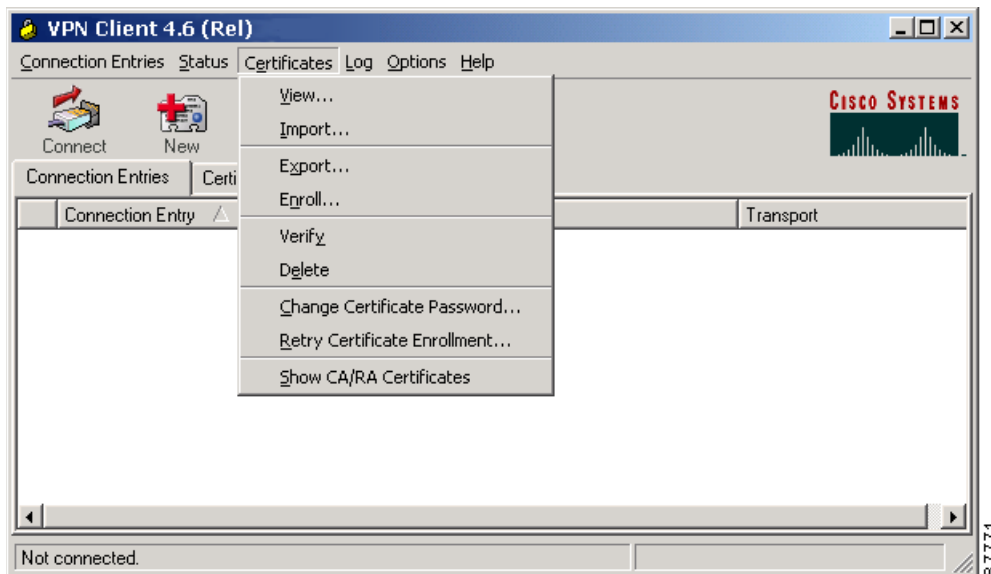 VPN Client 4.6 (Rel)
Connection Entries Status Certificates Log Options Help
CISCO SYSTEMS
Connect New
View...
Import...
Export...
Enroll...
Verify
Delete
Change Certificate Password...
Retry Certificate Enrollment...
Show CA/RA Certificates
Connection Entries Certi
Connection Entry Transport
Not connected.
87771